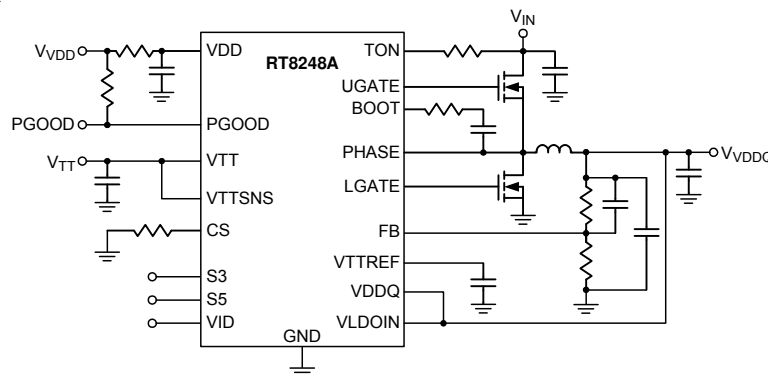 VIN
VVDD
VDD
RT8248A
TON
UGATE
BOOT
PGOOD
PGOOD
PHASE
VVDDQ
VTT
VTT
VTTSNS
LGATE
CS
FB
VTTREF
S3
S5
VDDQ
VID
VLDOIN
GND